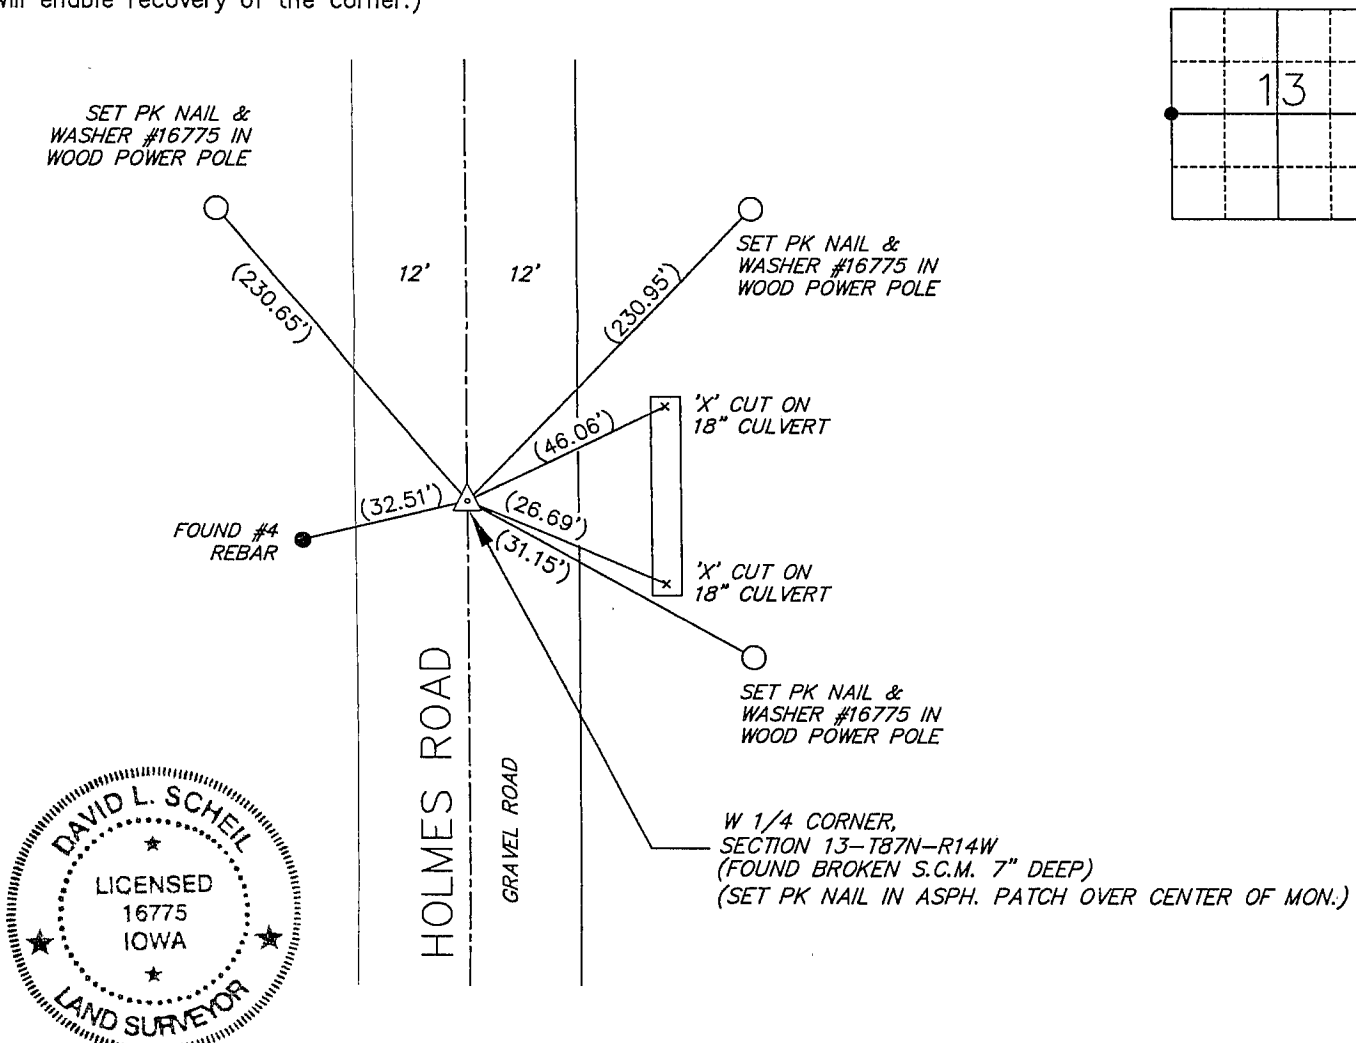 will enable recovery of the corner.)
13
SET PK NAIL &
WASHER #16775 IN
WOOD POWER POLE
12'
12'
SET PK NAIL &
WASHER #16775 IN
WOOD POWER POLE
(230.65')
(230.95')
'X' CUT ON
18" CULVERT
(46.06')
(32.51')
(26.69')
(31.15')
FOUND #4
REBAR
'X' CUT ON
18" CULVERT
SET PK NAIL &
WASHER #16775 IN
WOOD POWER POLE
HOLMES ROAD
GRAVEL ROAD
W 1/4 CORNER,
SECTION 13-T87N-R14W
(FOUND BROKEN S.C.M. 7" DEEP)
(SET PK NAIL IN ASPH. PATCH OVER CENTER OF MON.)
DAVID L. SCHEIL
LICENSED
16775
IOWA
LAND SURVEYOR